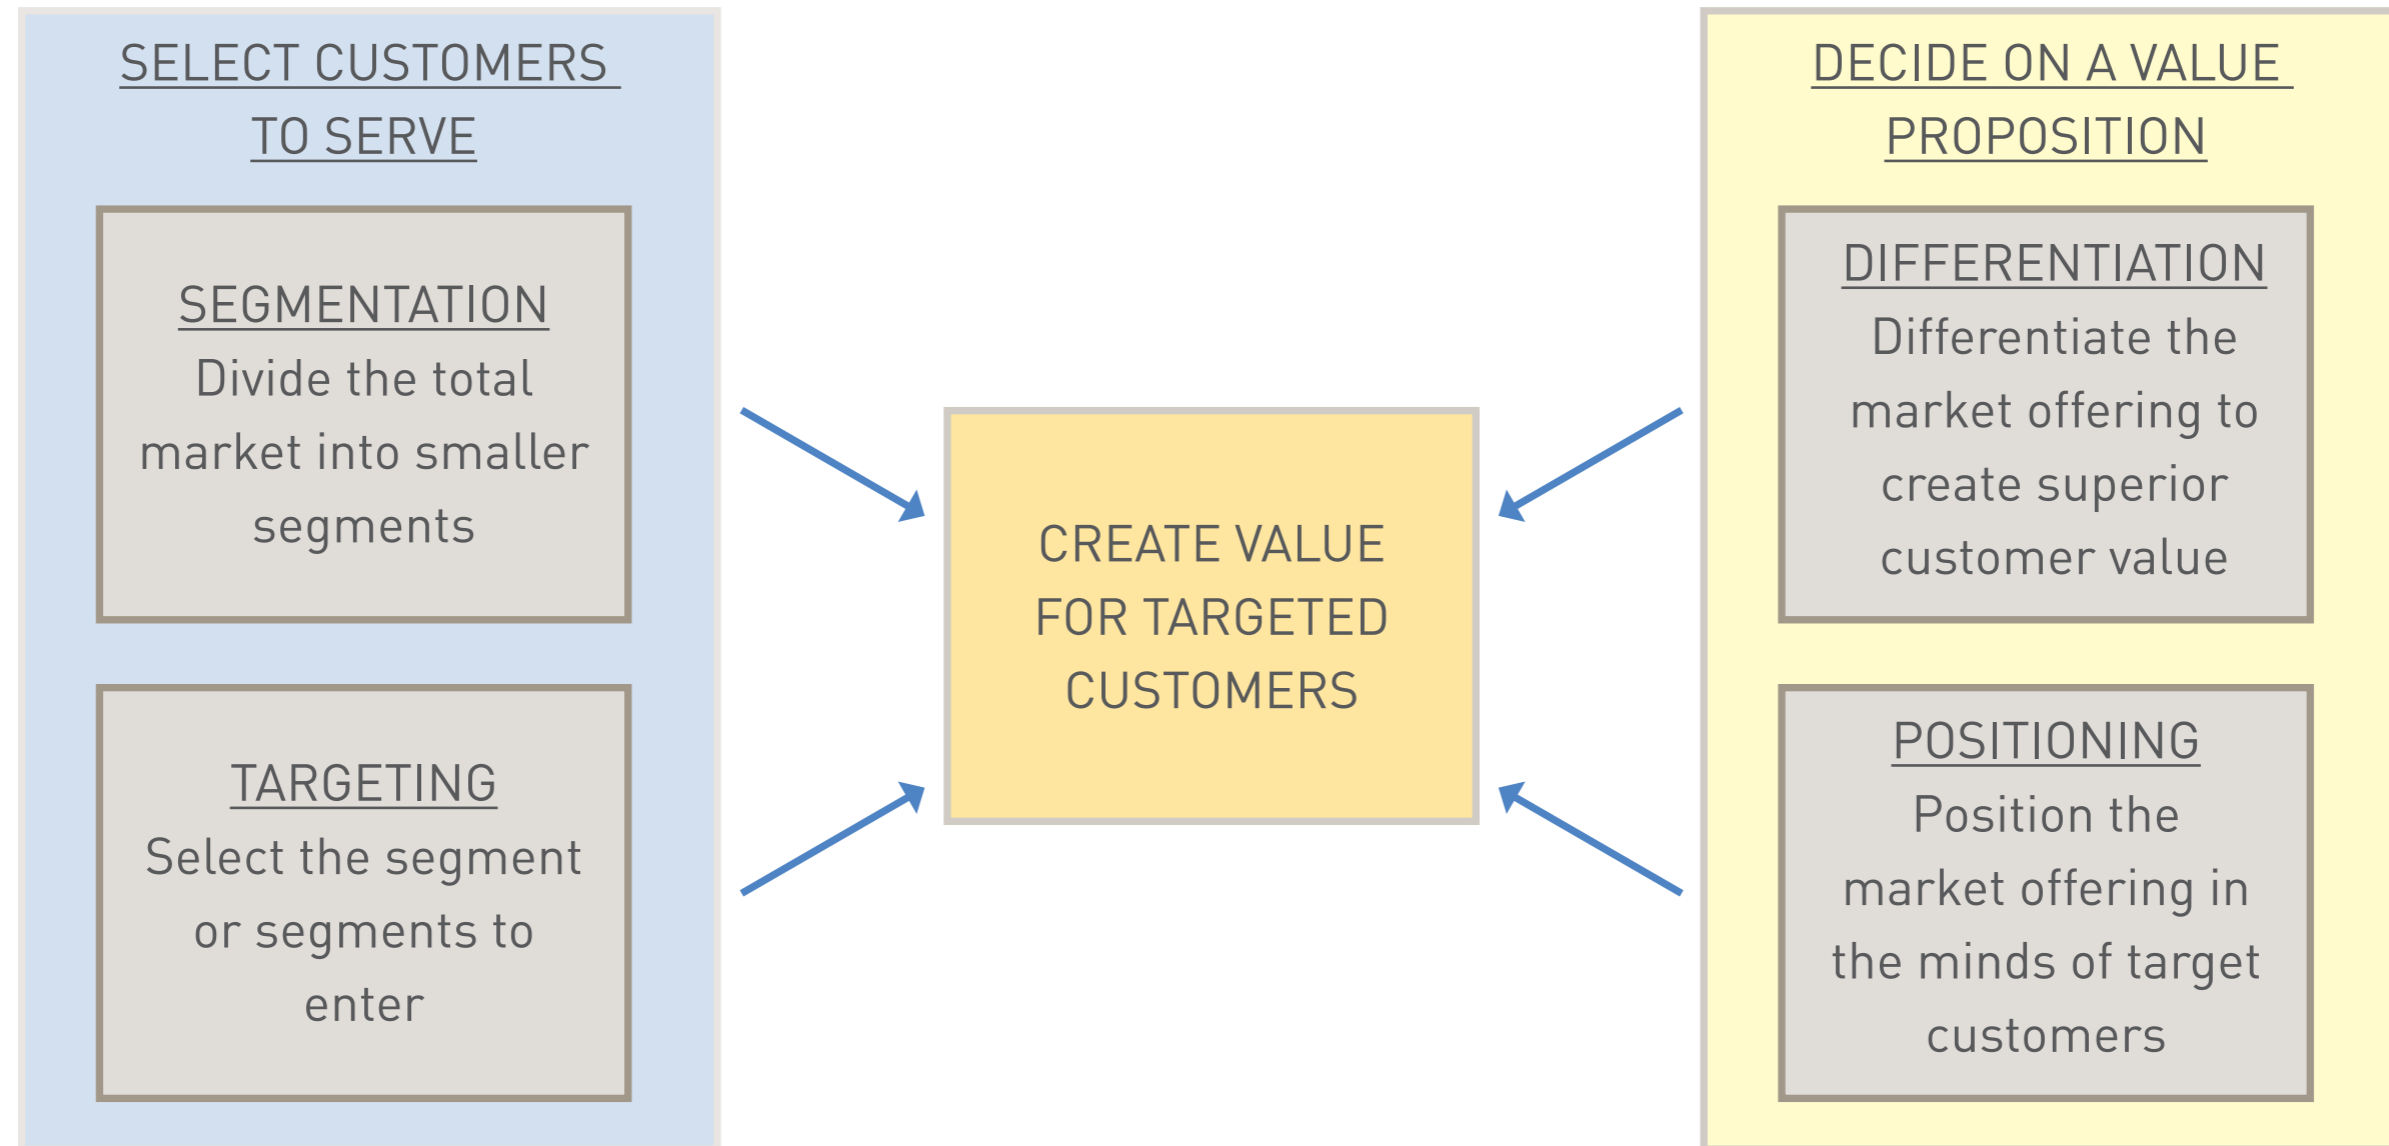 SELECT CUSTOMERS
TO SERVE
SEGMENTATION
Divide the total
market into smaller
segments
TARGETING
Select the segment
or segments to
enter
CREATE VALUE
FOR TARGETED
CUSTOMERS
DECIDE ON A VALUE
PROPOSITION
DIFFERENTIATION
Differentiate the
market offering to
create superior
customer value
POSITIONING
Position the
market offering in
the minds of target
customers